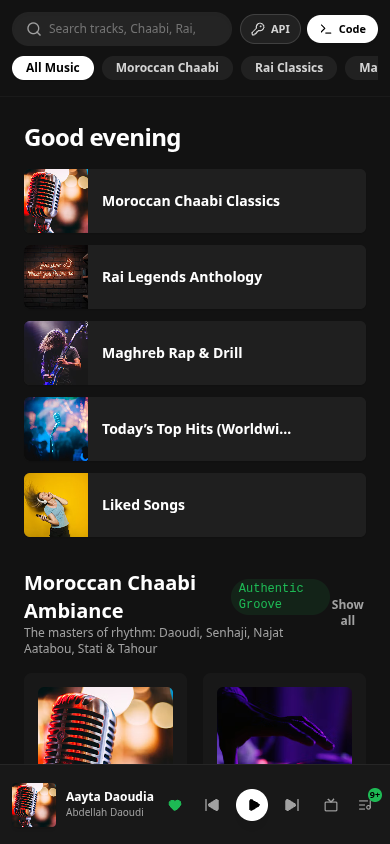 Search tracks, Chaabi, Rai,
API
Code
All Music
Moroccan Chaabi
Rai Classics
Ma
Good evening
Moroccan Chaabi Classics
Rai Legends Anthology
Maghreb Rap & Drill
Today's Top Hits (Worldwi...
Liked Songs
Moroccan Chaabi
Ambiance
Authentic
Groove
Show
all
The masters of rhythm: Daoudi, Senhaji, Najat
Aatabou, Stati & Tahour
Aayta Daoudia
Abdellah Daoudi
9+